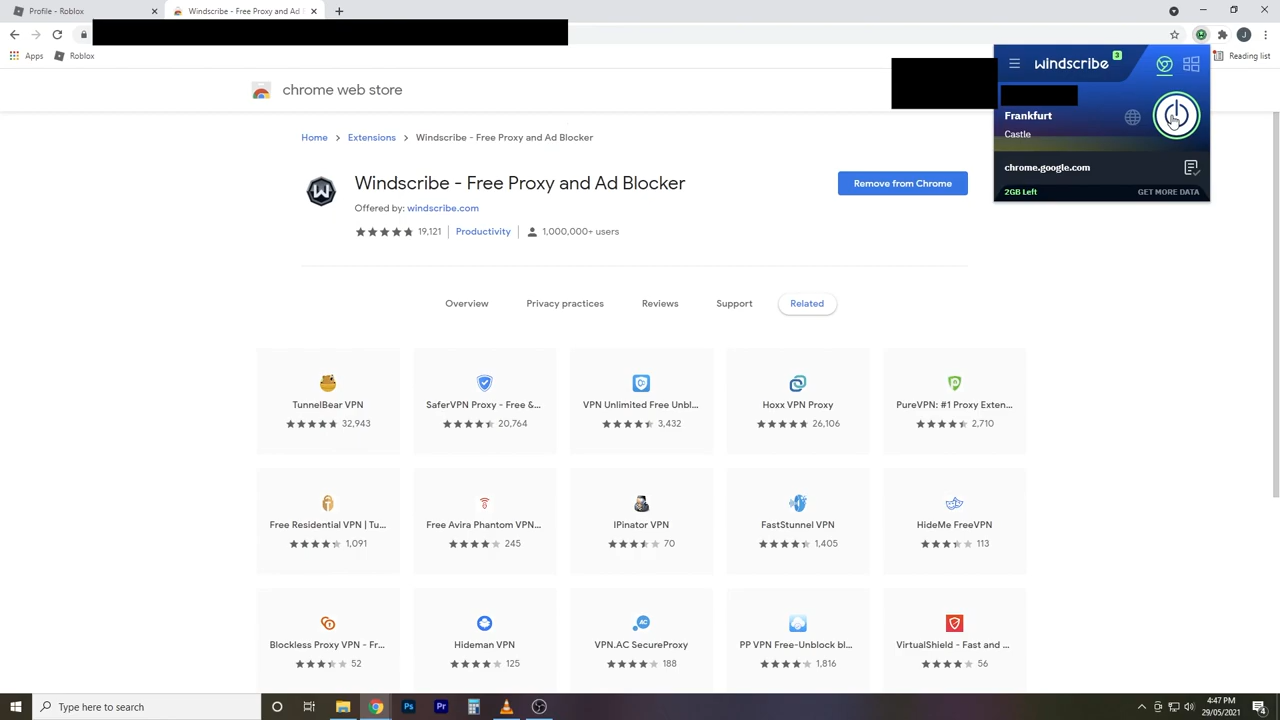 Profile - Roblox
Windscribe - Free Proxy and Ad
Apps
Roblox
J
Reading list
chrome web store
windscribe
3
Frankfurt
Castle
chrome.google.com
2GB Left
GET MORE DATA
Home > Extensions > Windscribe - Free Proxy and Ad Blocker
W
Windscribe - Free Proxy and Ad Blocker
Remove from Chrome
Offered by: windscribe.com
19,121
Productivity
1,000,000+ users
Overview
Privacy practices
Reviews
Support
Related
TunnelBear VPN
32,943
SaferVPN Proxy - Free &...
20,764
VPN Unlimited Free Unbl...
3,432
Hoxx VPN Proxy
26,106
PureVPN: #1 Proxy Exten...
2,710
Free Residential VPN | Tu...
1,091
Free Avira Phantom VPN...
245
IPinator VPN
70
FastStunnel VPN
1,405
HideMe FreeVPN
113
Blockless Proxy VPN - Fr...
52
Hideman VPN
125
AC
VPN.AC SecureProxy
188
PP VPN Free-Unblock bl...
1,816
VirtualShield - Fast and ...
56
Type here to search
Ps
Pr
4:47 PM
29/05/2021
4